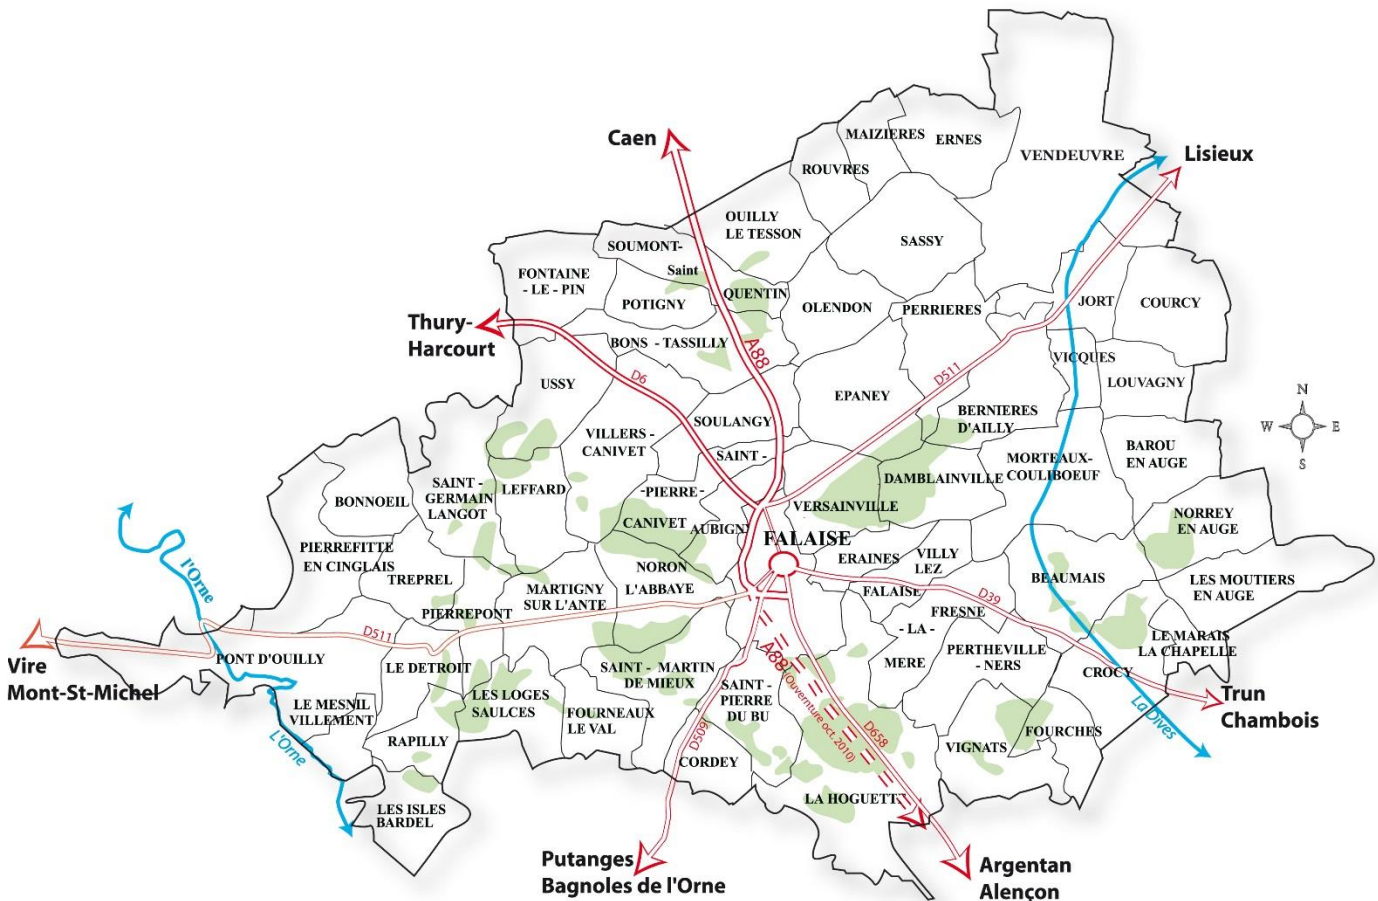 Caen
Lisieux
MAIZIERES
ERNES
VENDEUVRE
ROUVRES
OUILLY
LE TESSON
SASSY
SOUMONT-
Saint
QUENTIN
FONTAINE
- LE - PIN
POTIGNY
OLENDON
PERRIERES
JORT
COURCY
Thury-
Harcourt
BONS - TASSILLY
A88
D6
D511
VICQUES
LOUVAGNY
USSY
EPANEY
SOULANGY
BERNIERES
D'AILLY
N
W
E
S
VILLERS -
CANIVET
SAINT -
-PIERRE-
CANIVET
AUBIGNY
MORTEAUX-
COULIBOEUF
BAROU
EN AUGE
BONNOEIL
SAINT -
GERMAIN
LANGOT
LEFFARD
DAMBLAINVILLE
VERSAINVILLE
NORREY
EN AUGE
FALAISE
PIERREFITTE
EN CINGLAIS
TREPREL
PIERREPONT
MARTIGNY
SUR L'ANTE
NORON
L'ABBAYE
ERAINES
VILLY
LEZ
FALAISE
BEAUMAIS
LES MOUTIERS
EN AUGE
l'Orne
D511
D39
FRESNE
- LA -
MERE
LE MARAIS
LA CHAPELLE
Vire
Mont-St-Michel
PONT D'OUILLY
LE DETROIT
SAINT - MARTIN
DE MIEUX
PERTHEVILLE
- NERS
CROCY
Trun
Chambois
LE MESNIL
VILLEMENT
LES LOGES
SAULCES
FOURNEAUX
LE VAL
SAINT -
PIERRE
DU BU
A88
(Ouvernture oct. 2010)
D658
D509
L'Orne
La Dives
RAPILLY
CORDEY
VIGNATS
FOURCHES
LES ISLES
BARDEL
LA HOGUETTE
Putanges
Bagnoles de l'Orne
Argentan
Alençon